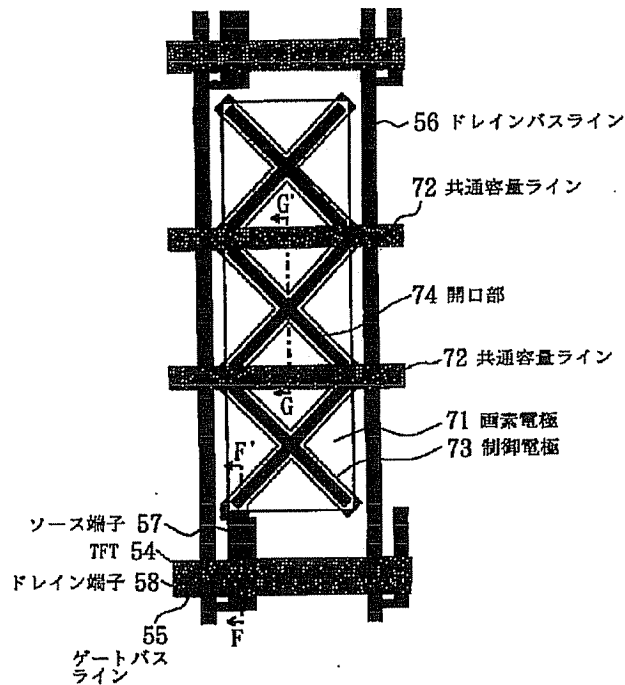 56 ドレインバスライン
72 共通容量ライン
G'
74 開口部
72 共通容量ライン
G
71 画素電極
F'
73 制御電極
ソース端子 57
TFT 54
ドレイン端子 58
55
F
ゲートバス
ライン